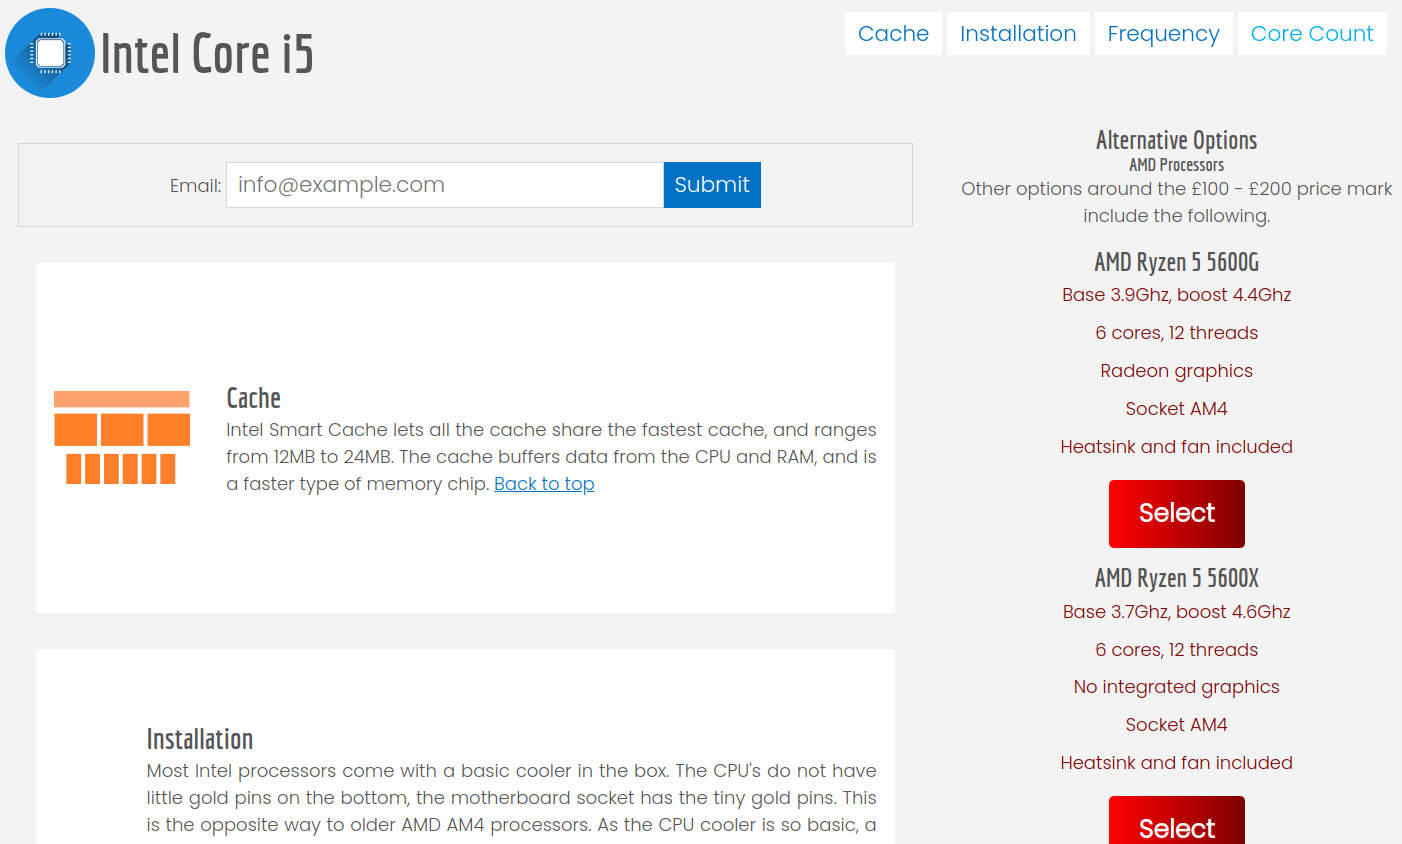 Intel Core i5
Cache
Installation
Frequency
Core Count
Email:
info@example.com
Submit
Cache
Intel Smart Cache lets all the cache share the fastest cache, and ranges
from 12MB to 24MB. The cache buffers data from the CPU and RAM, and is
a faster type of memory chip. Back to top
Installation
Most Intel processors come with a basic cooler in the box. The CPU's do not have
little gold pins on the bottom, the motherboard socket has the tiny gold pins. This
is the opposite way to older AMD AM4 processors. As the CPU cooler is so basic, a
Alternative Options
AMD Processors
Other options around the £100 - £200 price mark
include the following.
AMD Ryzen 5 5600G
Base 3.9Ghz, boost 4.4Ghz
6 cores, 12 threads
Radeon graphics
Socket AM4
Heatsink and fan included
Select
AMD Ryzen 5 5600X
Base 3.7Ghz, boost 4.6Ghz
6 cores, 12 threads
No integrated graphics
Socket AM4
Heatsink and fan included
Select